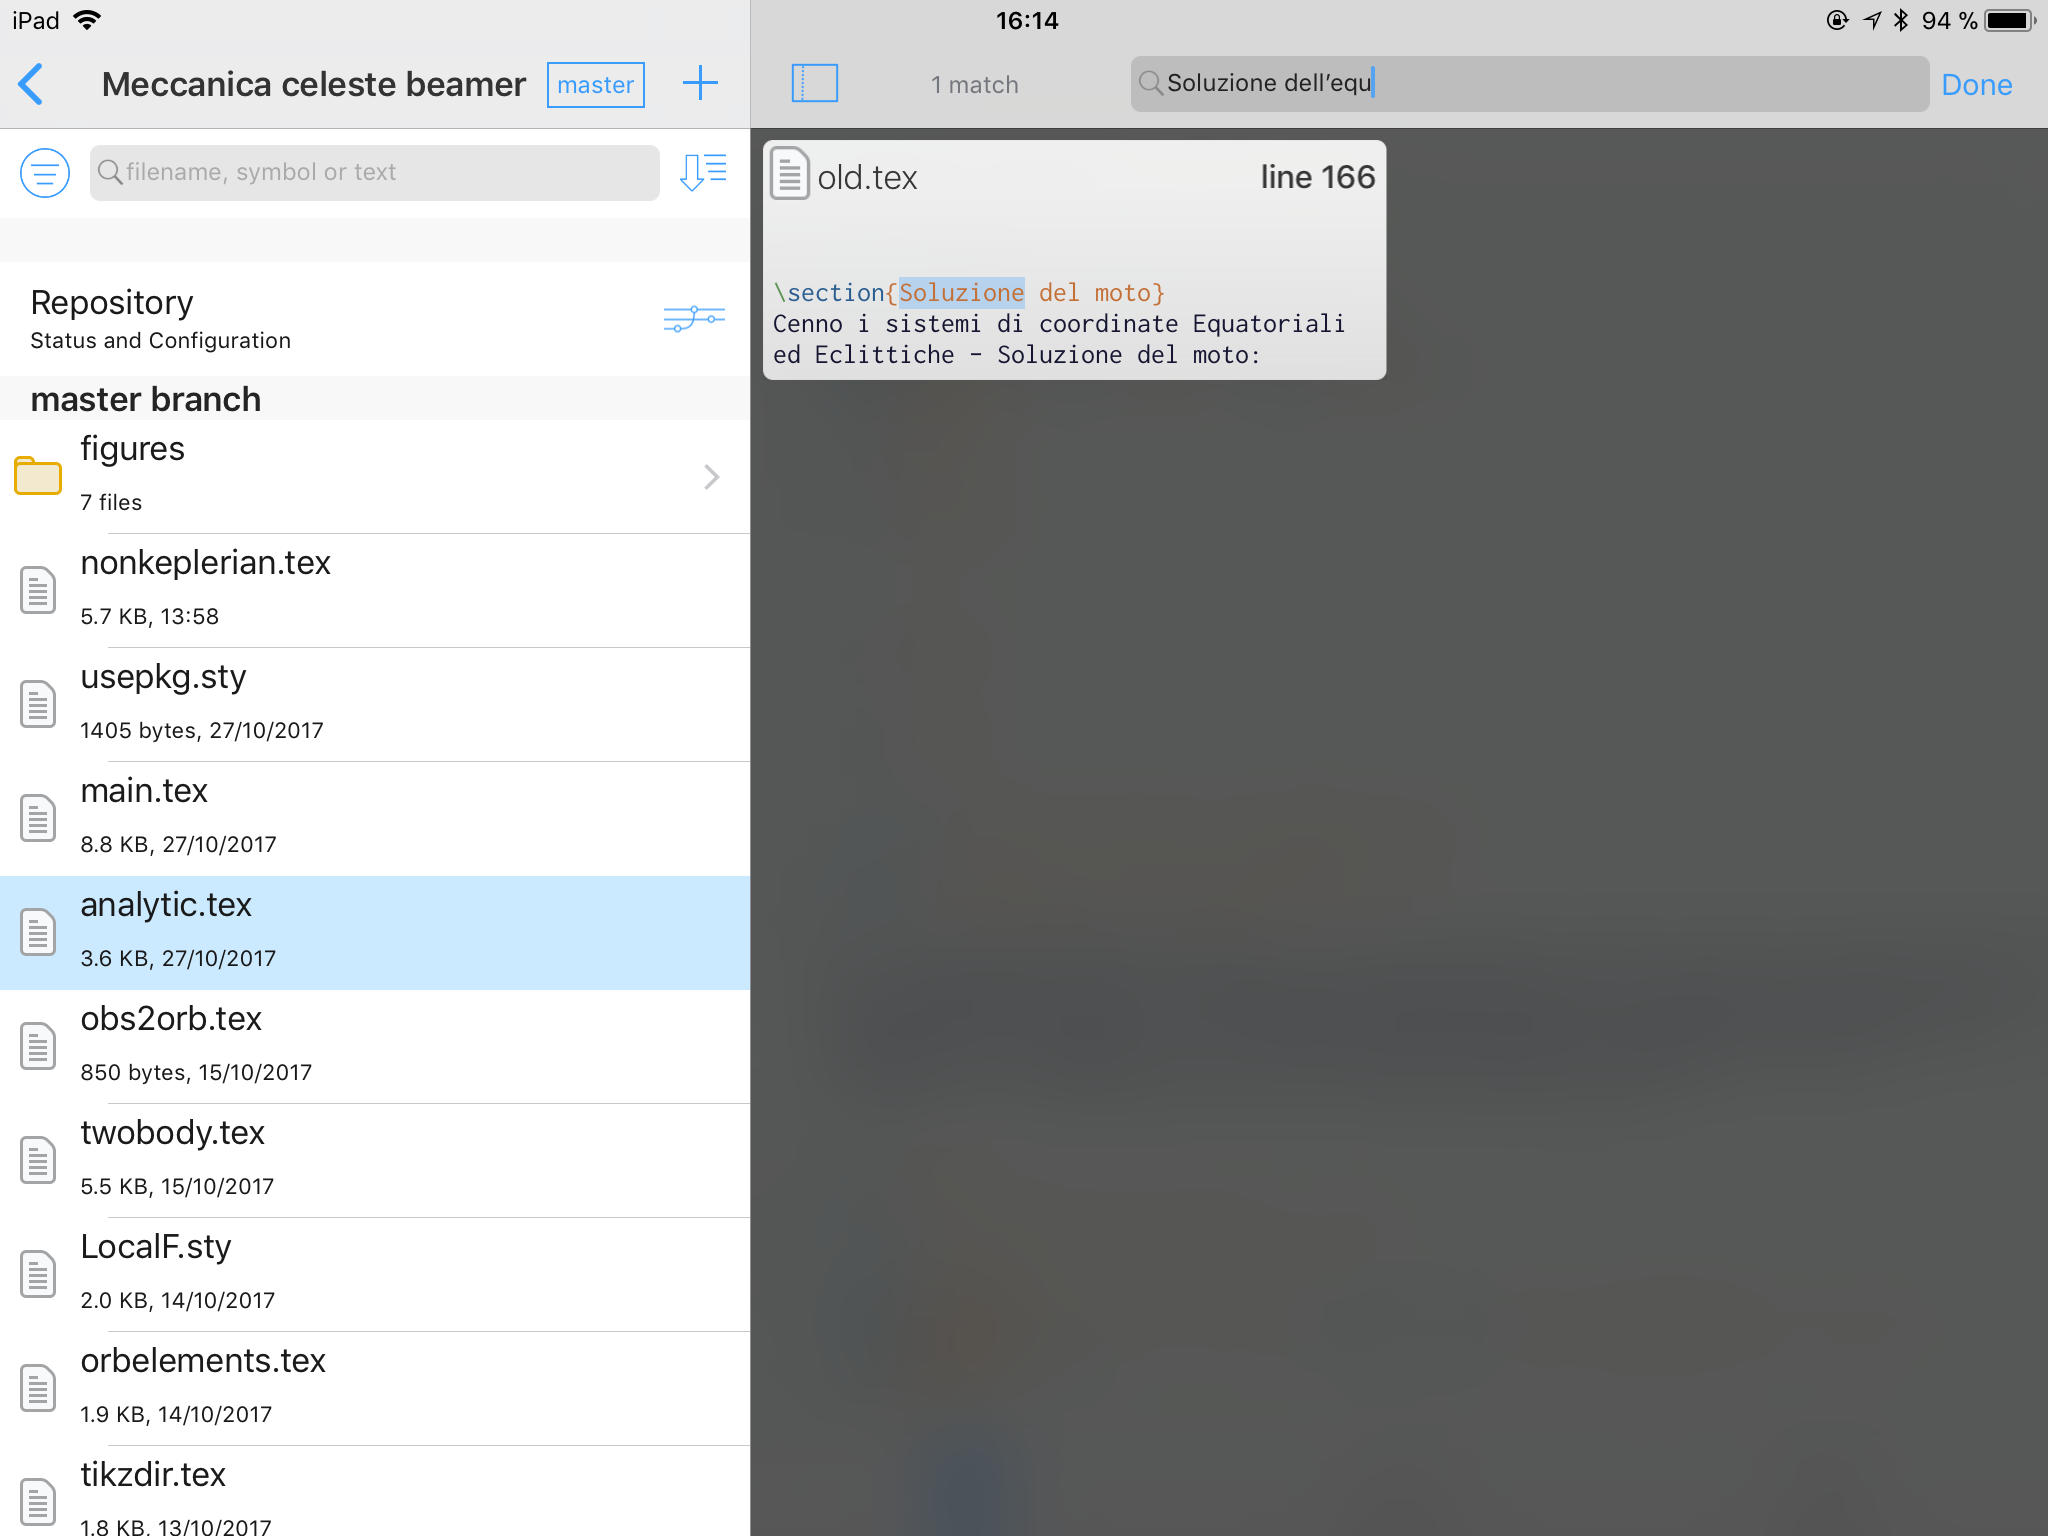 iPad
16:14
94 %
Meccanica celeste beamer
master
1 match
Soluzione dell’equ
Done
filename, symbol or text
Repository
Status and Configuration
master branch
figures
7 files
nonkeplerian.tex
5.7 KB, 13:58
usepkg.sty
1405 bytes, 27/10/2017
main.tex
8.8 KB, 27/10/2017
analytic.tex
3.6 KB, 27/10/2017
obs2orb.tex
850 bytes, 15/10/2017
twobody.tex
5.5 KB, 15/10/2017
LocalF.sty
2.0 KB, 14/10/2017
orbelements.tex
1.9 KB, 14/10/2017
tikzdir.tex
1.8 KB, 13/10/2017
old.tex
line 166
\section{Soluzione del moto}
Cenno i sistemi di coordinate Equatoriali
ed Eclittiche - Soluzione del moto: